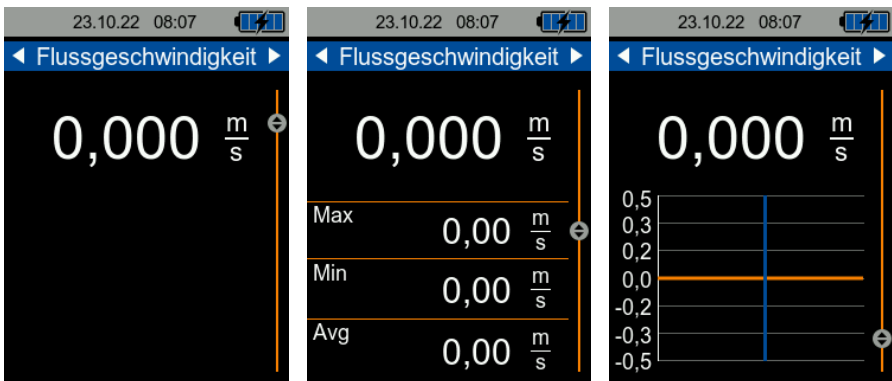 23.10.22 08:07
Flussgeschwindigkeit
0,000 m/s
23.10.22 08:07
Flussgeschwindigkeit
0,000 m/s
Max 0,00 m/s
Min 0,00 m/s
Avg 0,00 m/s
23.10.22 08:07
Flussgeschwindigkeit
0,000 m/s
0,5
0,3
0,2
0,0
-0,2
-0,3
-0,5